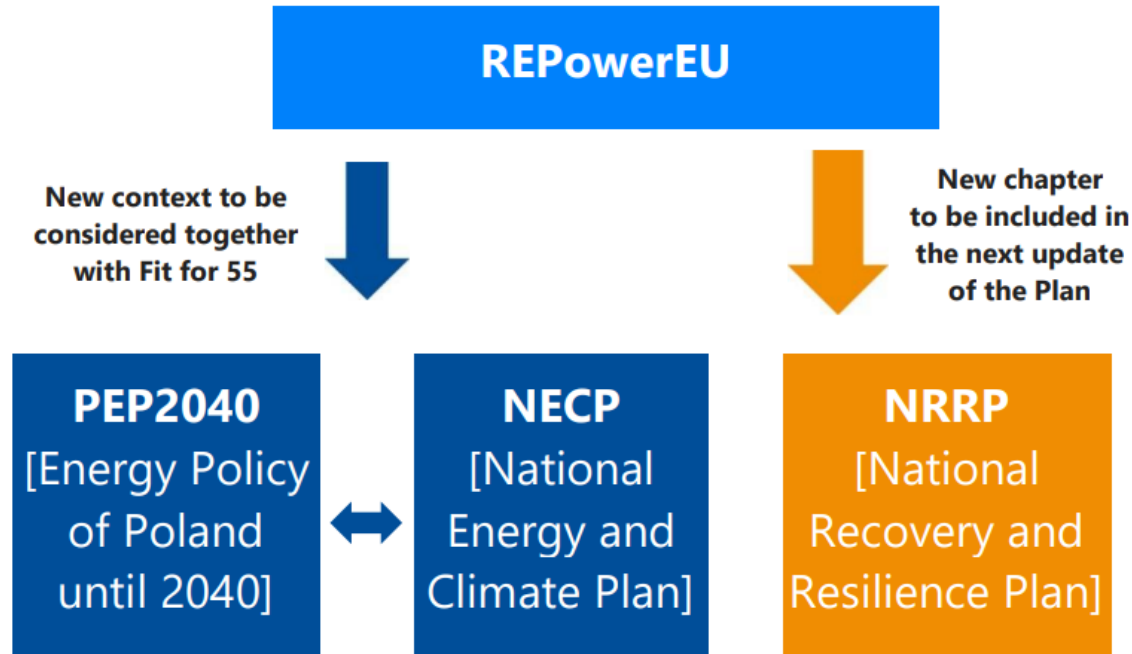 REPowerEU
New context to be
considered together
with Fit for 55
New chapter
to be included in
the next update
of the Plan
PEP2040
[Energy Policy
of Poland
until 2040]
NECP
[National
Energy and
Climate Plan]
NRRP
[National
Recovery and
Resilience Plan]